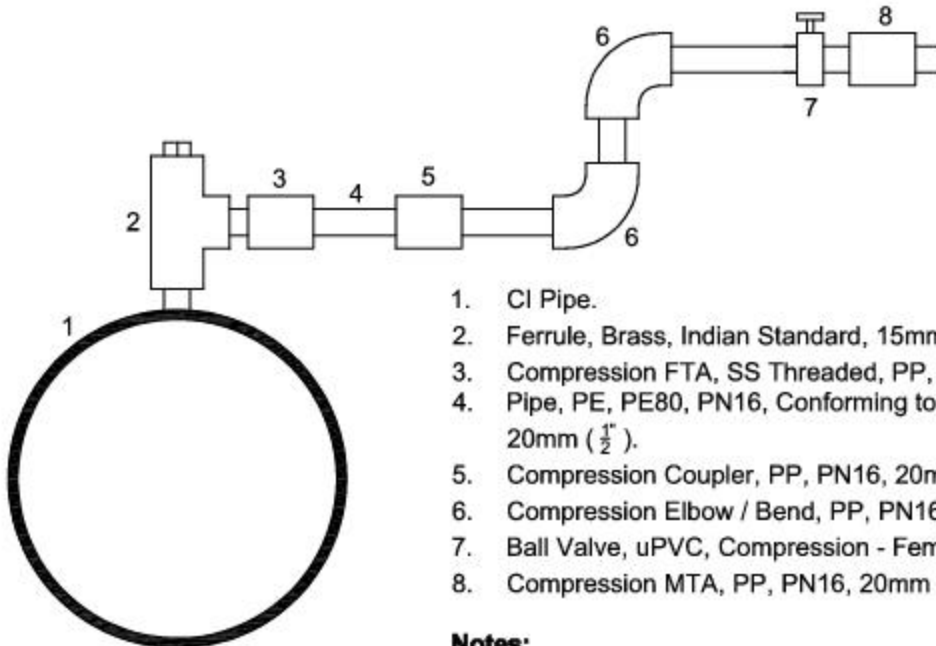 8
6
7
3
5
4
2
6
1
1. CI Pipe.
2. Ferrule, Brass, Indian Standard, 15mm
3. Compression FTA, SS Threaded, PP,
4. Pipe, PE, PE80, PN16, Conforming to
20mm ( 1/2" ).
5. Compression Coupler, PP, PN16, 20m
6. Compression Elbow / Bend, PP, PN16
7. Ball Valve, uPVC, Compression - Fem
8. Compression MTA, PP, PN16, 20mm
Notes: